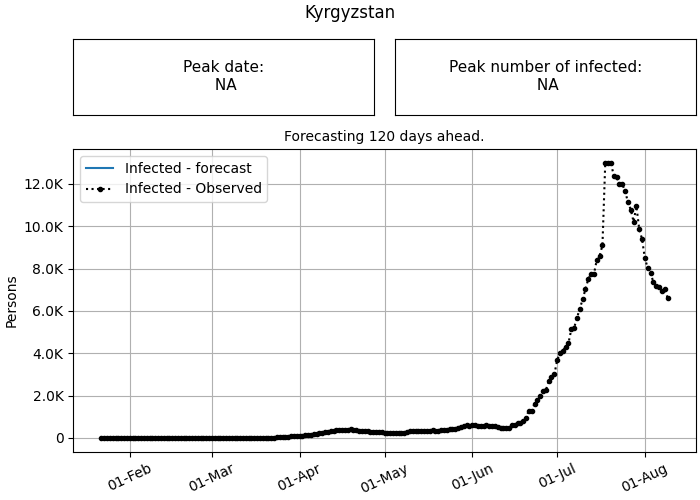 Kyrgyzstan
Peak date:
NA
Peak number of infected:
NA
Forecasting 120 days ahead.
Infected - forecast
Infected - Observed
12.0K
10.0K
8.0K
6.0K
4.0K
2.0K
0
Persons
01-Feb
01-Mar
01-Apr
01-May
01-Jun
01-Jul
01-Aug